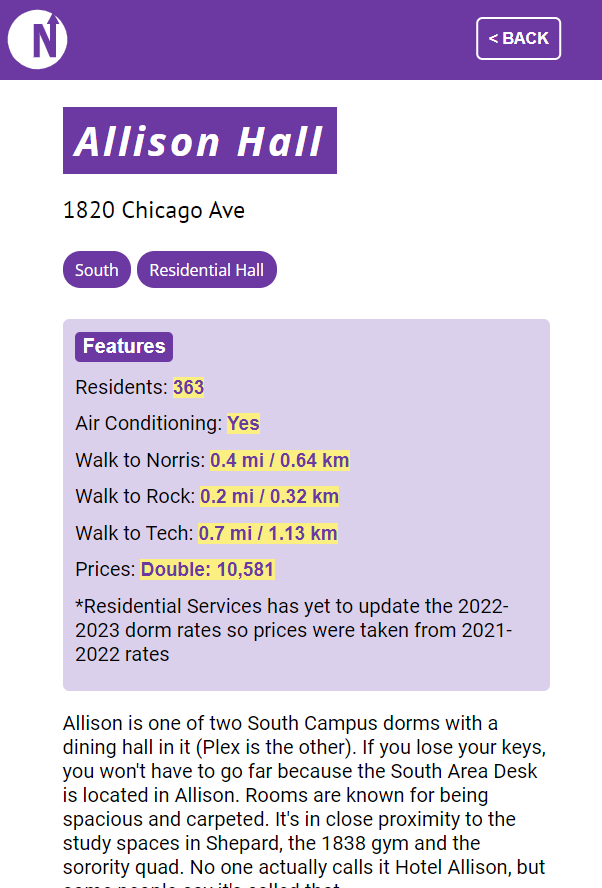 N
< BACK
Allison Hall
1820 Chicago Ave
South
Residential Hall
Features
Residents: 363
Air Conditioning: Yes
Walk to Norris: 0.4 mi / 0.64 km
Walk to Rock: 0.2 mi / 0.32 km
Walk to Tech: 0.7 mi / 1.13 km
Prices: Double: 10,581
*Residential Services has yet to update the 2022-
2023 dorm rates so prices were taken from 2021-
2022 rates
Allison is one of two South Campus dorms with a
dining hall in it (Plex is the other). If you lose your keys,
you won't have to go far because the South Area Desk
is located in Allison. Rooms are known for being
spacious and carpeted. It's in close proximity to the
study spaces in Shepard, the 1838 gym and the
sorority quad. No one actually calls it Hotel Allison, but